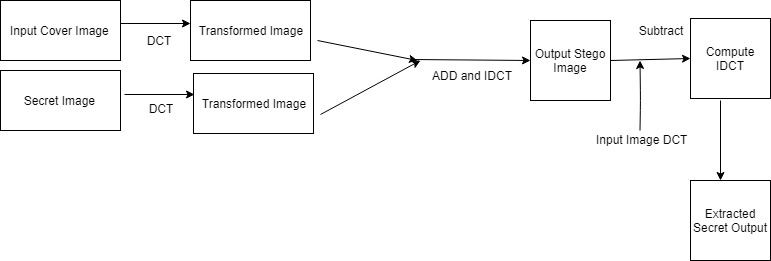 Input Cover Image
DCT
Transformed Image
Secret Image
DCT
Transformed Image
ADD and IDCT
Output Stego
Image
Subtract
Input Image DCT
Compute
IDCT
Extracted
Secret Output